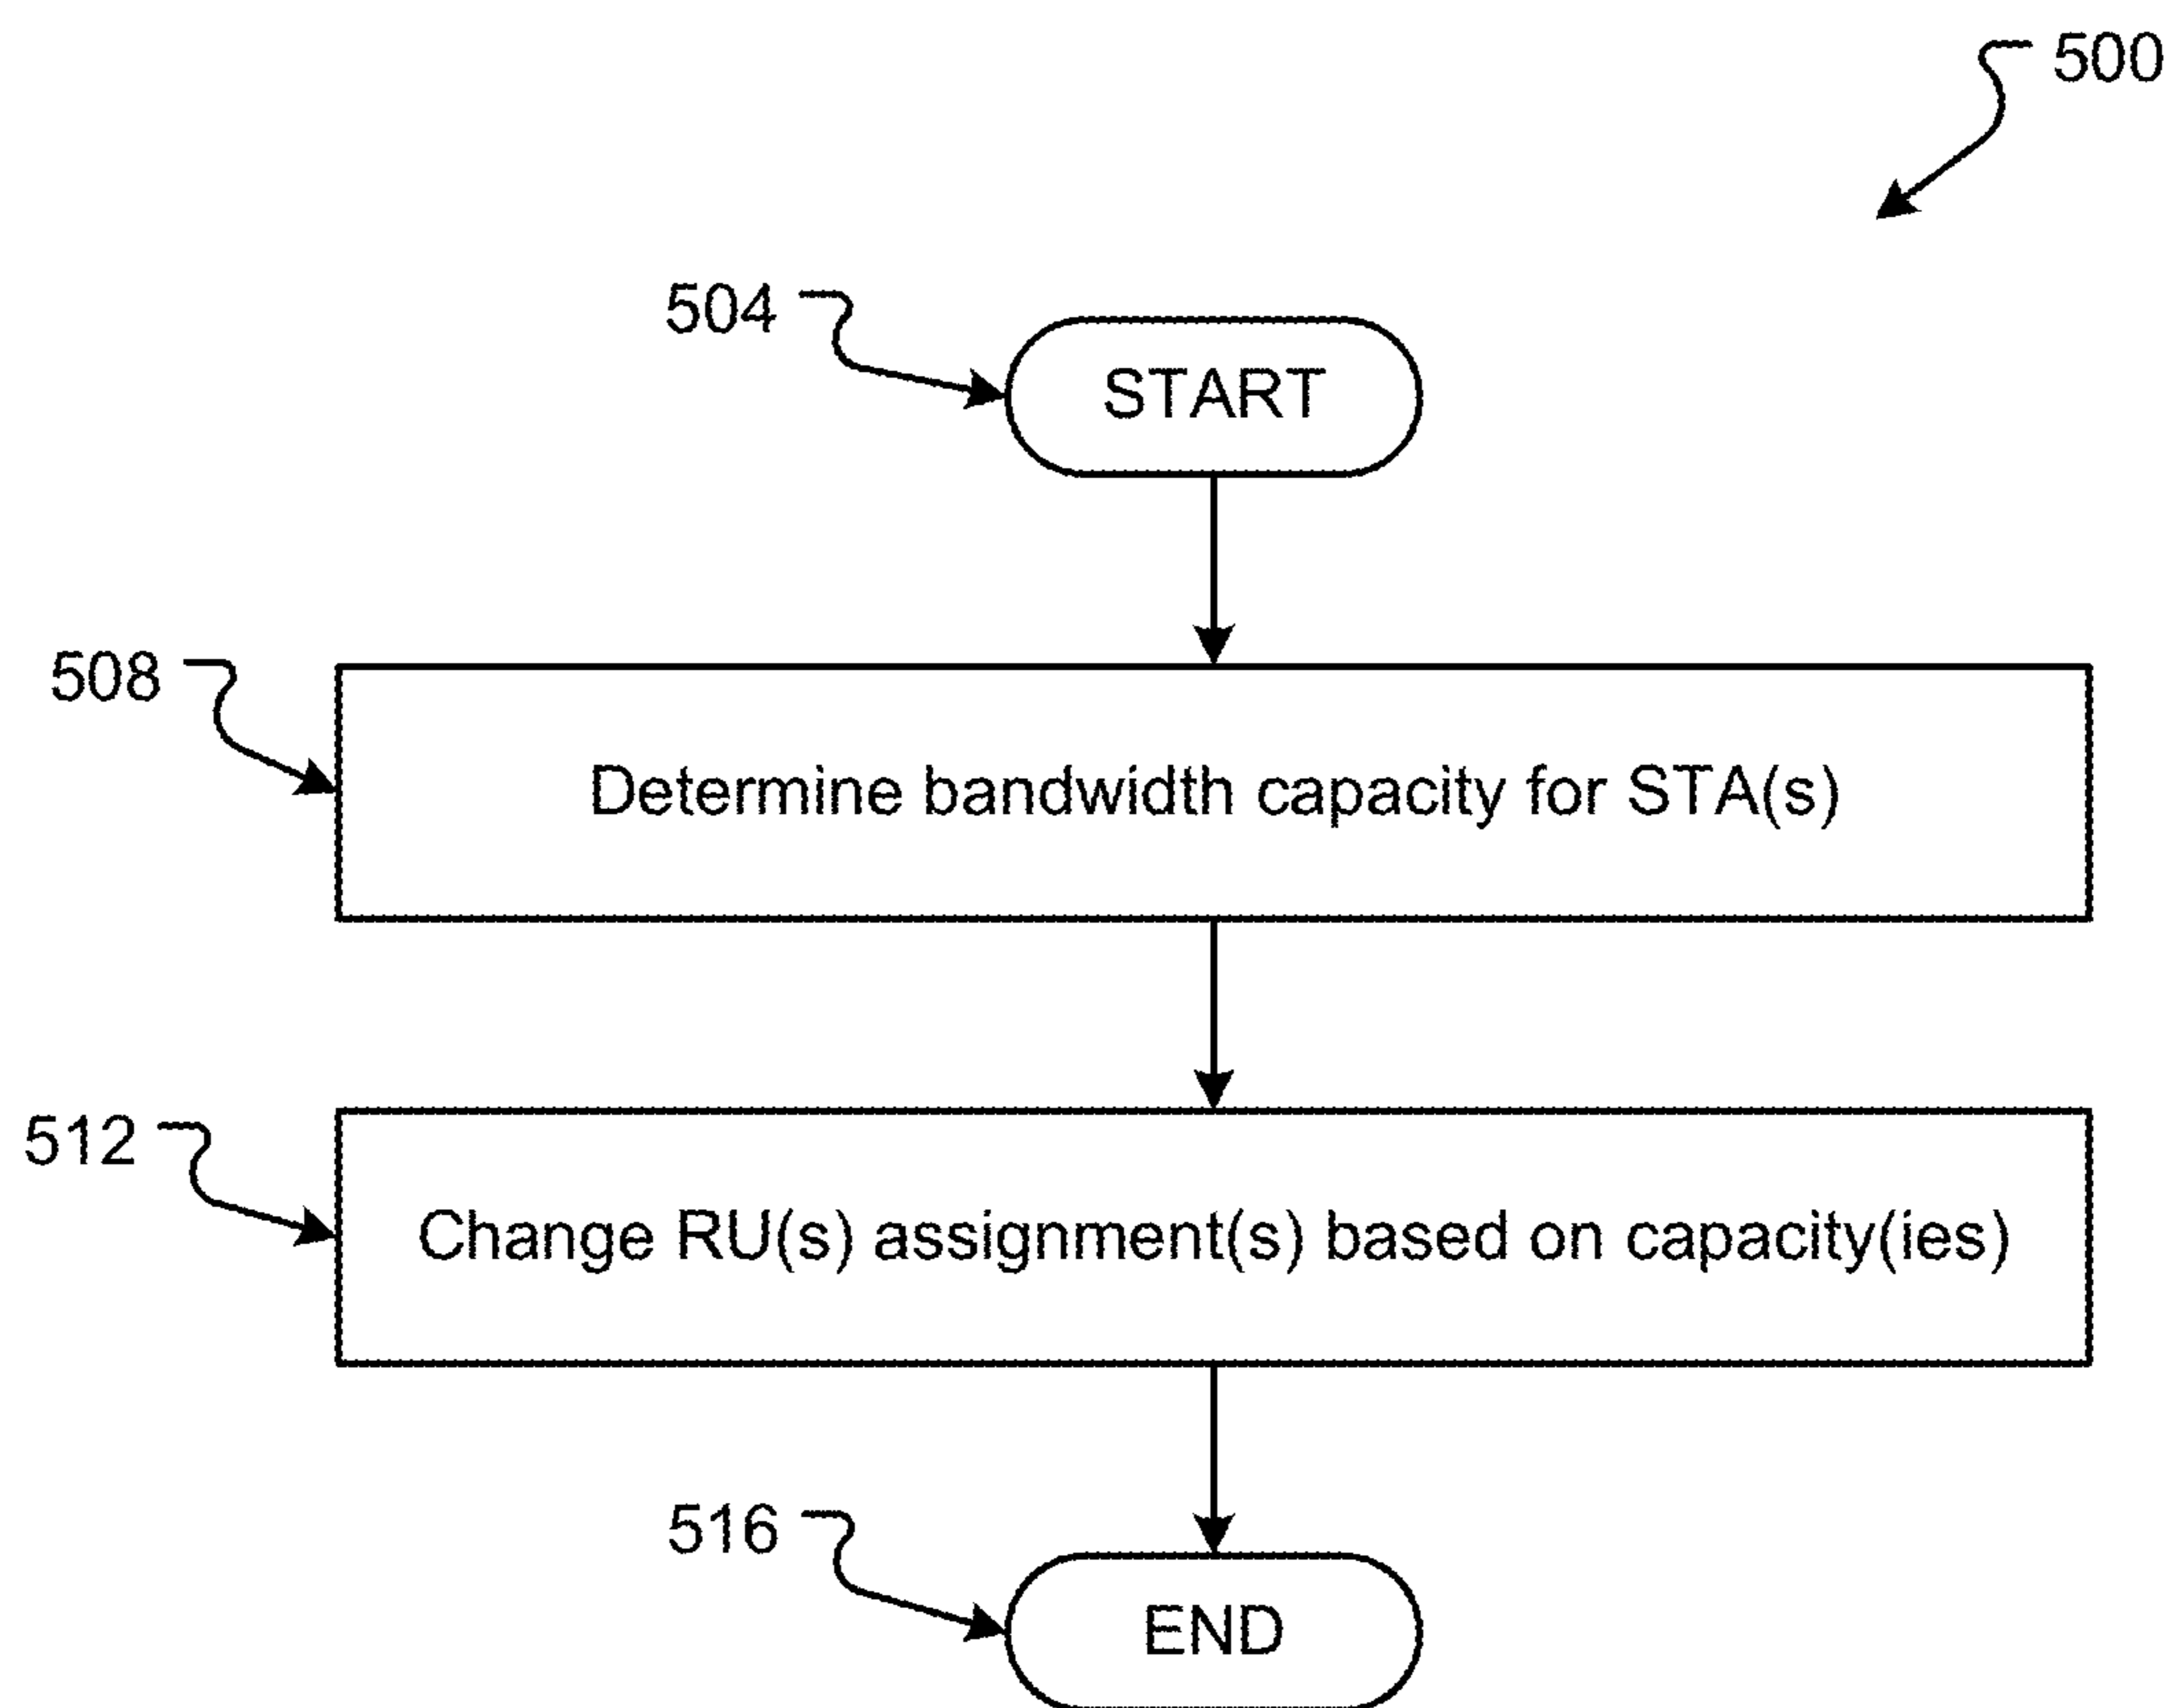 500
504
START
508
Determine bandwidth capacity for STA(s)
512
Change RU(s) assignment(s) based on capacity(ies)
516
END